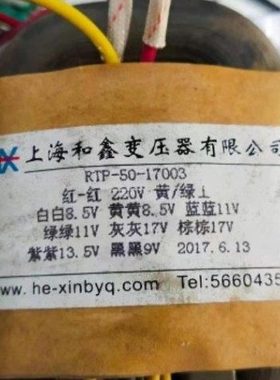 上海和鑫变压器有限公司
RTP-50-17003
红-红 220V 黄/绿⊥
白白8.5V 黄黄8.5V 蓝蓝11V
绿绿11V 灰灰17V 棕棕17V
紫紫13.5V 黑黑9V 2017.6.13
www.he-xinbyq.com Tel:5660435